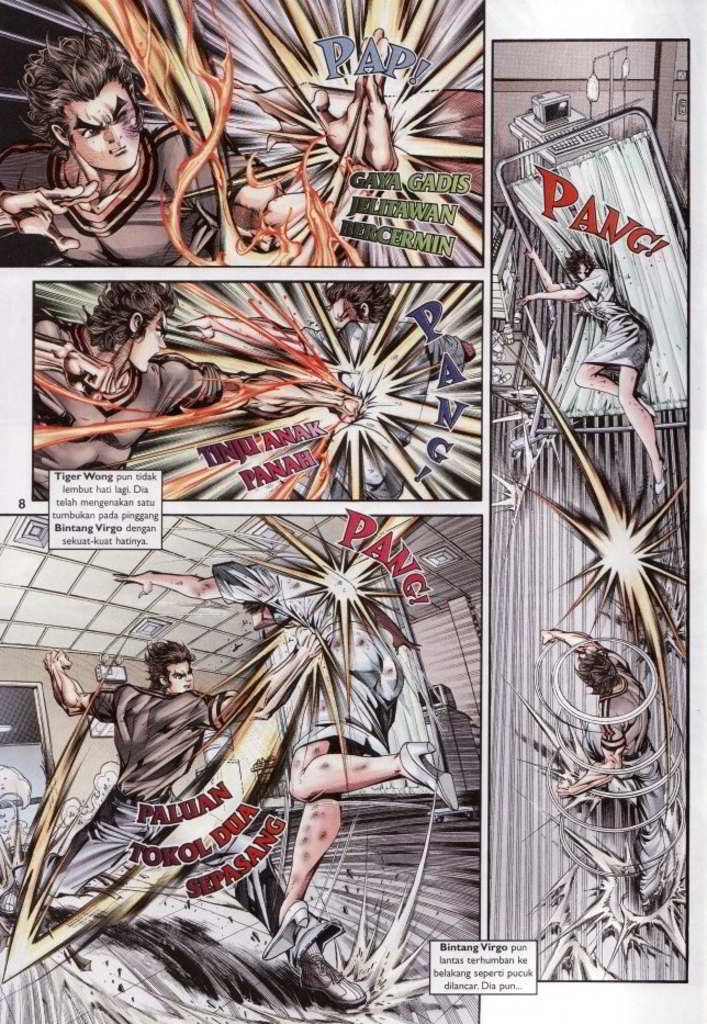 PAP!
GAYA GADIS
JELITAWAN
BERCERMIN
PANG!
TINJU ANAK
PANAH
Tiger Wong pun tidak
lembut hati lagi. Dia
telah mengenakan satu
tumbukan pada pinggang
Bintang Virgo dengan
sekuat-kuat hatinya.
8
PANG!
PALUAN
TOKOL DUA
SEPASANG
PANG!
Bintang Virgo pun
lantas terhumban ke
belakang seperti pucuk
dilancar. Dia pun...